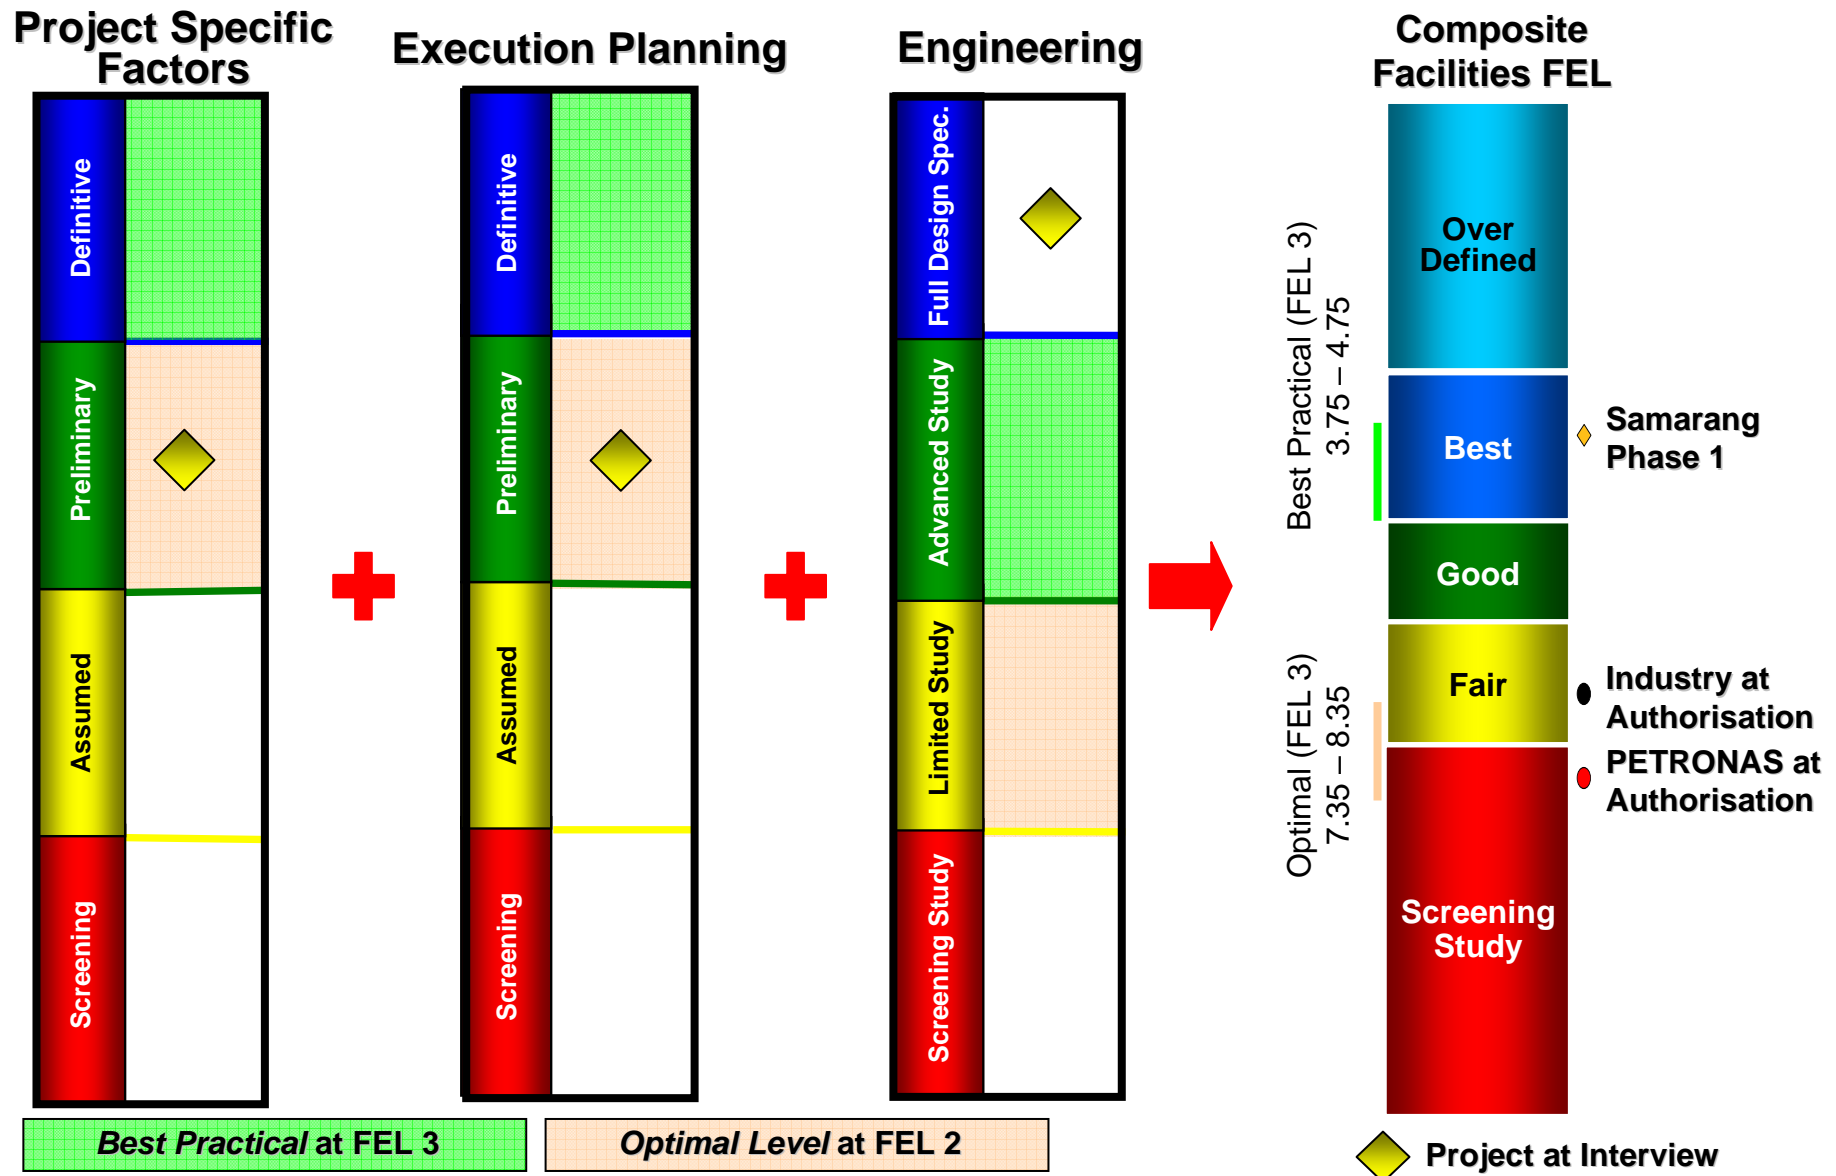 Project Specific
Factors
Execution Planning
Engineering
Composite
Facilities FEL
Definitive
Preliminary
Assumed
Screening
Definitive
Preliminary
Assumed
Screening
Full Design Spec.
Advanced Study
Limited Study
Screening Study
Best Practical (FEL 3)
3.75 – 4.75
Optimal (FEL 3)
7.35 – 8.35
Over
Defined
Best
Good
Fair
Screening
Study
Samarang
Phase 1
Industry at
Authorisation
PETRONAS at
Authorisation
Best Practical at FEL 3
Optimal Level at FEL 2
Project at Interview